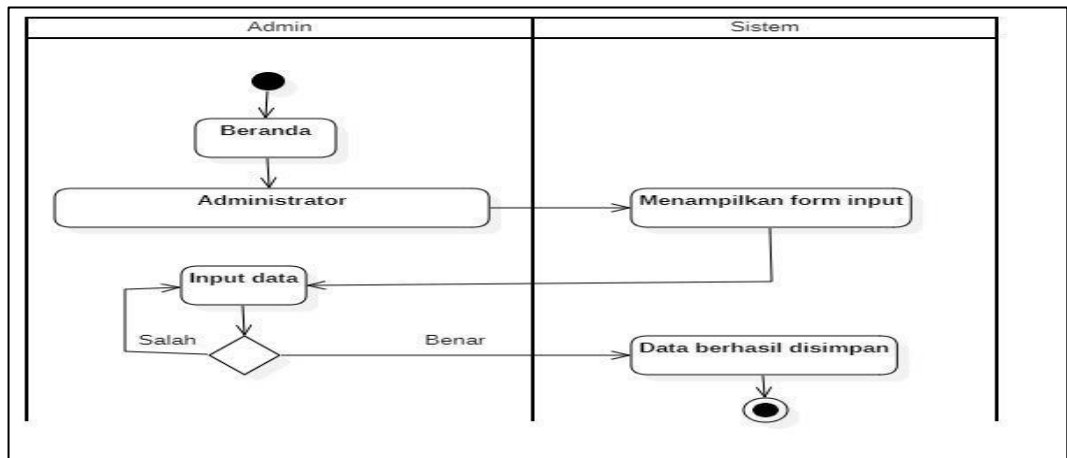 Admin
Sistem
Beranda
Administrator
Menampilkan form input
Input data
Salah
Benar
Data berhasil disimpan